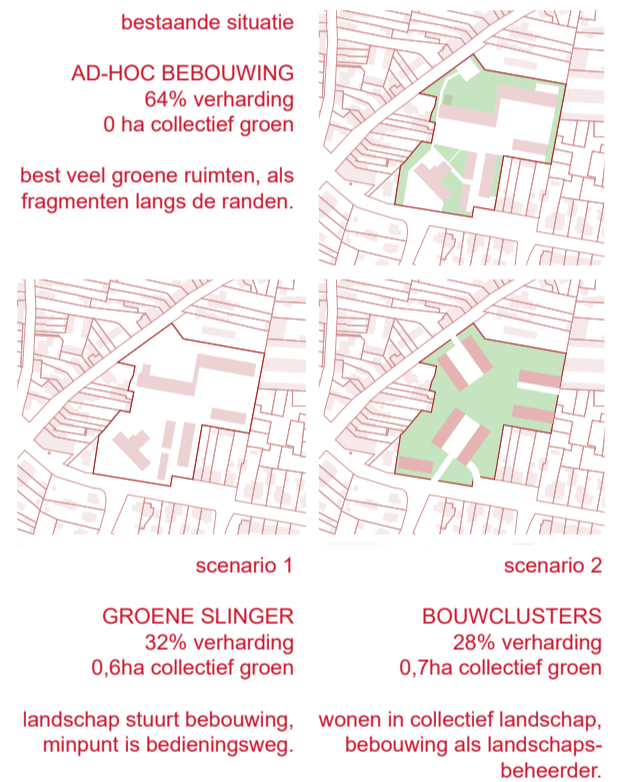 bestaande situatie
AD-HOC BEBOUWING
64% verharding
0 ha collectief groen
best veel groene ruimten, als
fragmenten langs de randen.
scenario 1
GROENE SLINGER
32% verharding
0,6ha collectief groen
landschap stuurt bebouwing,
minpunt is bedieningsweg.
scenario 2
BOUWCLUSTERS
28% verharding
0,7ha collectief groen
wonen in collectief landschap,
bebouwing als landschaps-
beheerder.